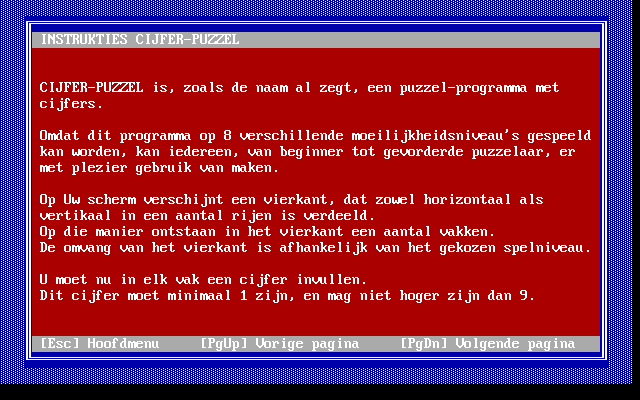 INSTRUKTIES CIJFER-PUZZEL
CIJFER-PUZZEL is, zoals de naam al zegt, een puzzel-programma met
cijfers.
Omdat dit programma op 8 verschillende moeilijkheidsniveau's gespeeld
kan worden, kan iedereen, van beginner tot gevorderde puzzelaar, er
met plezier gebruik van maken.
Op Uw scherm verschijnt een vierkant, dat zowel horizontaal als
vertikaal in een aantal rijen is verdeeld.
Op die manier ontstaan in het vierkant een aantal vakken.
De omvang van het vierkant is afhankelijk van het gekozen spelniveau.
U moet nu in elk vak een cijfer invullen.
Dit cijfer moet minimaal 1 zijn, en mag niet hoger zijn dan 9.
[Esc] Hoofdmenu [PgUp] Vorige pagina [PgDn] Volgende pagina